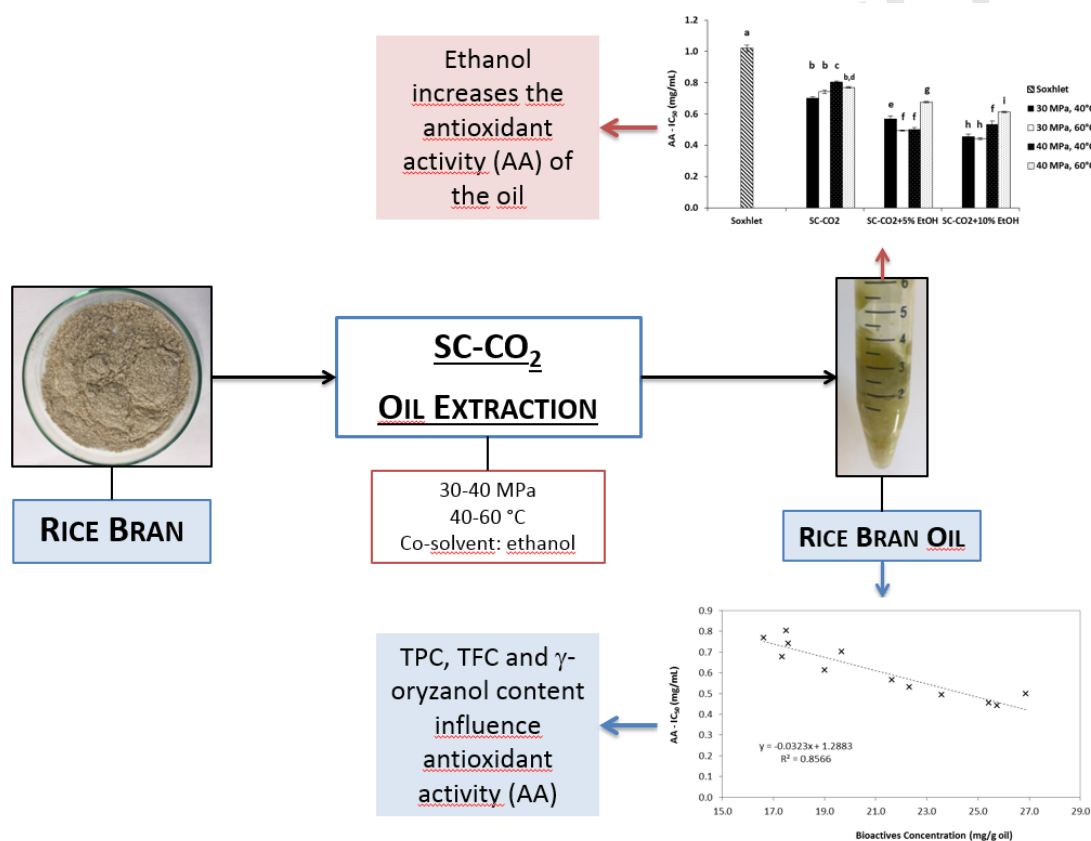 Ethanol
increases the
antioxidant
activity (AA) of
the oil
AA - IC50 (mg/mL)
1.2
1.0
0.8
0.6
0.4
0.2
0.0
a
b b c b,d
e f f g
h h f i
Soxhlet
SC-CO2
SC-CO2+5% EtOH
SC-CO2+10% EtOH
Soxhlet
30 MPa, 40°C
30 MPa, 60°C
40 MPa, 40°C
40 MPa, 60°C
SC-CO2
OIL EXTRACTION
30-40 MPa
40-60 °C
Co-solvent: ethanol
RICE BRAN
6
5
4
3
2
RICE BRAN OIL
TPC, TFC and γ-
oryzanol content
influence
antioxidant
activity (AA)
AA - IC50 (mg/mL)
0.9
0.8
0.7
0.6
0.5
0.4
0.3
0.2
0.1
0.0
y = -0.0323x + 1.2883
R² = 0.8566
15.0 17.0 19.0 21.0 23.0 25.0 27.0 29.0
Bioactives Concentration (mg/g oil)